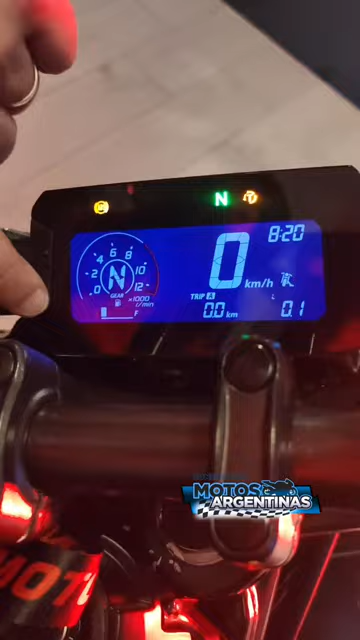 N T
8:20
4 6 8
2 N 10
0 12
GEAR
x1000
r/min
F
0 km/h
TRIP A
0.0 km
L
0.1
MOTOS
ARGENTINAS
MOTO